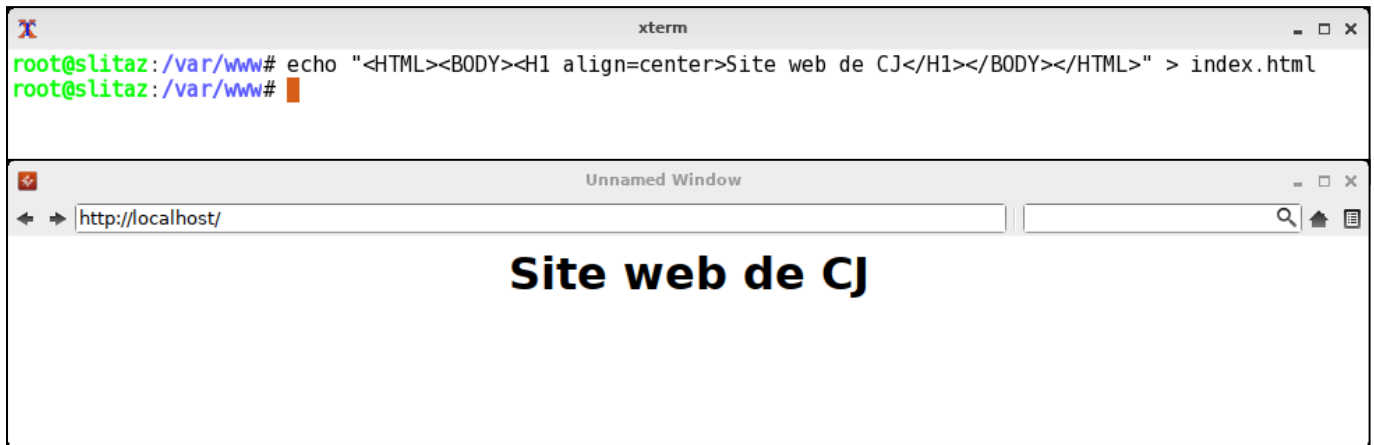 xterm
root@slitaz:/var/www# echo "<HTML><BODY><H1 align=center>Site web de CJ</H1></BODY></HTML>" > index.html
root@slitaz:/var/www#
Unnamed Window
http://localhost/
Site web de CJ